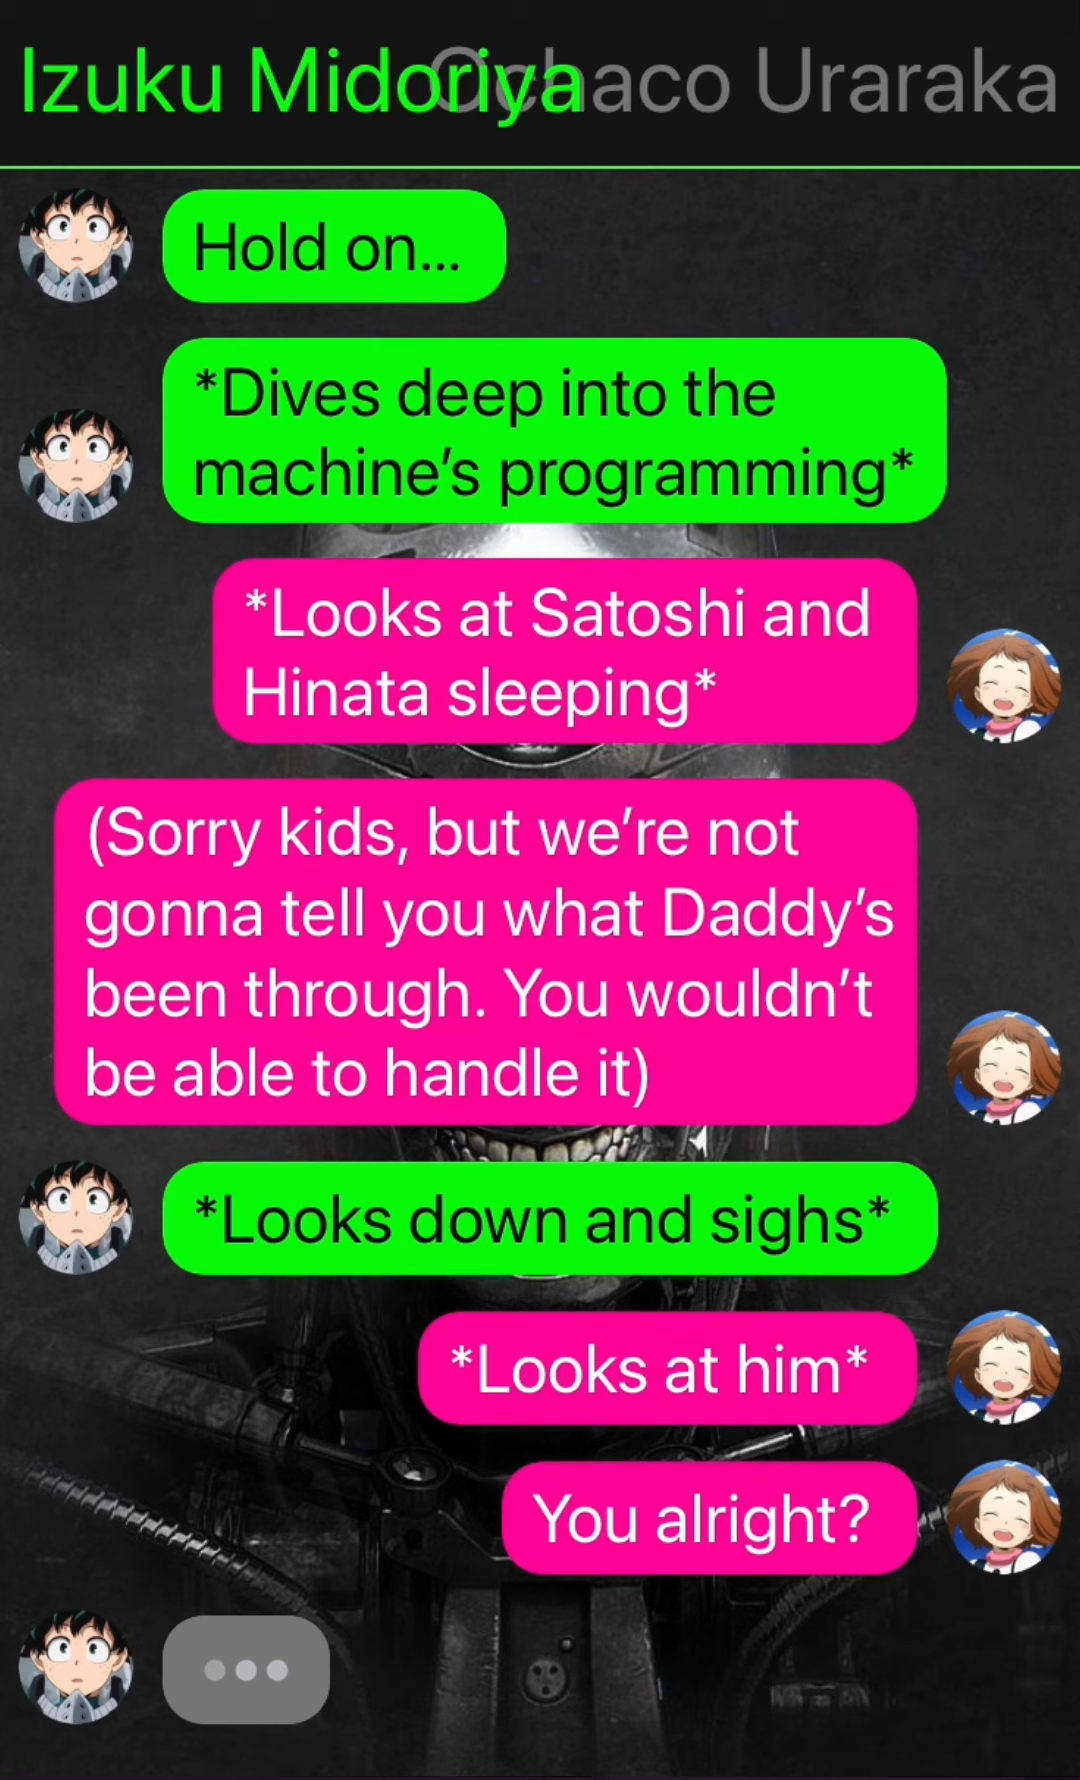 Izuku Midoriya Ochaco Uraraka
Hold on...
*Dives deep into the
machine’s programming*
*Looks at Satoshi and
Hinata sleeping*
(Sorry kids, but we’re not
gonna tell you what Daddy’s
been through. You wouldn’t
be able to handle it)
*Looks down and sighs*
*Looks at him*
You alright?